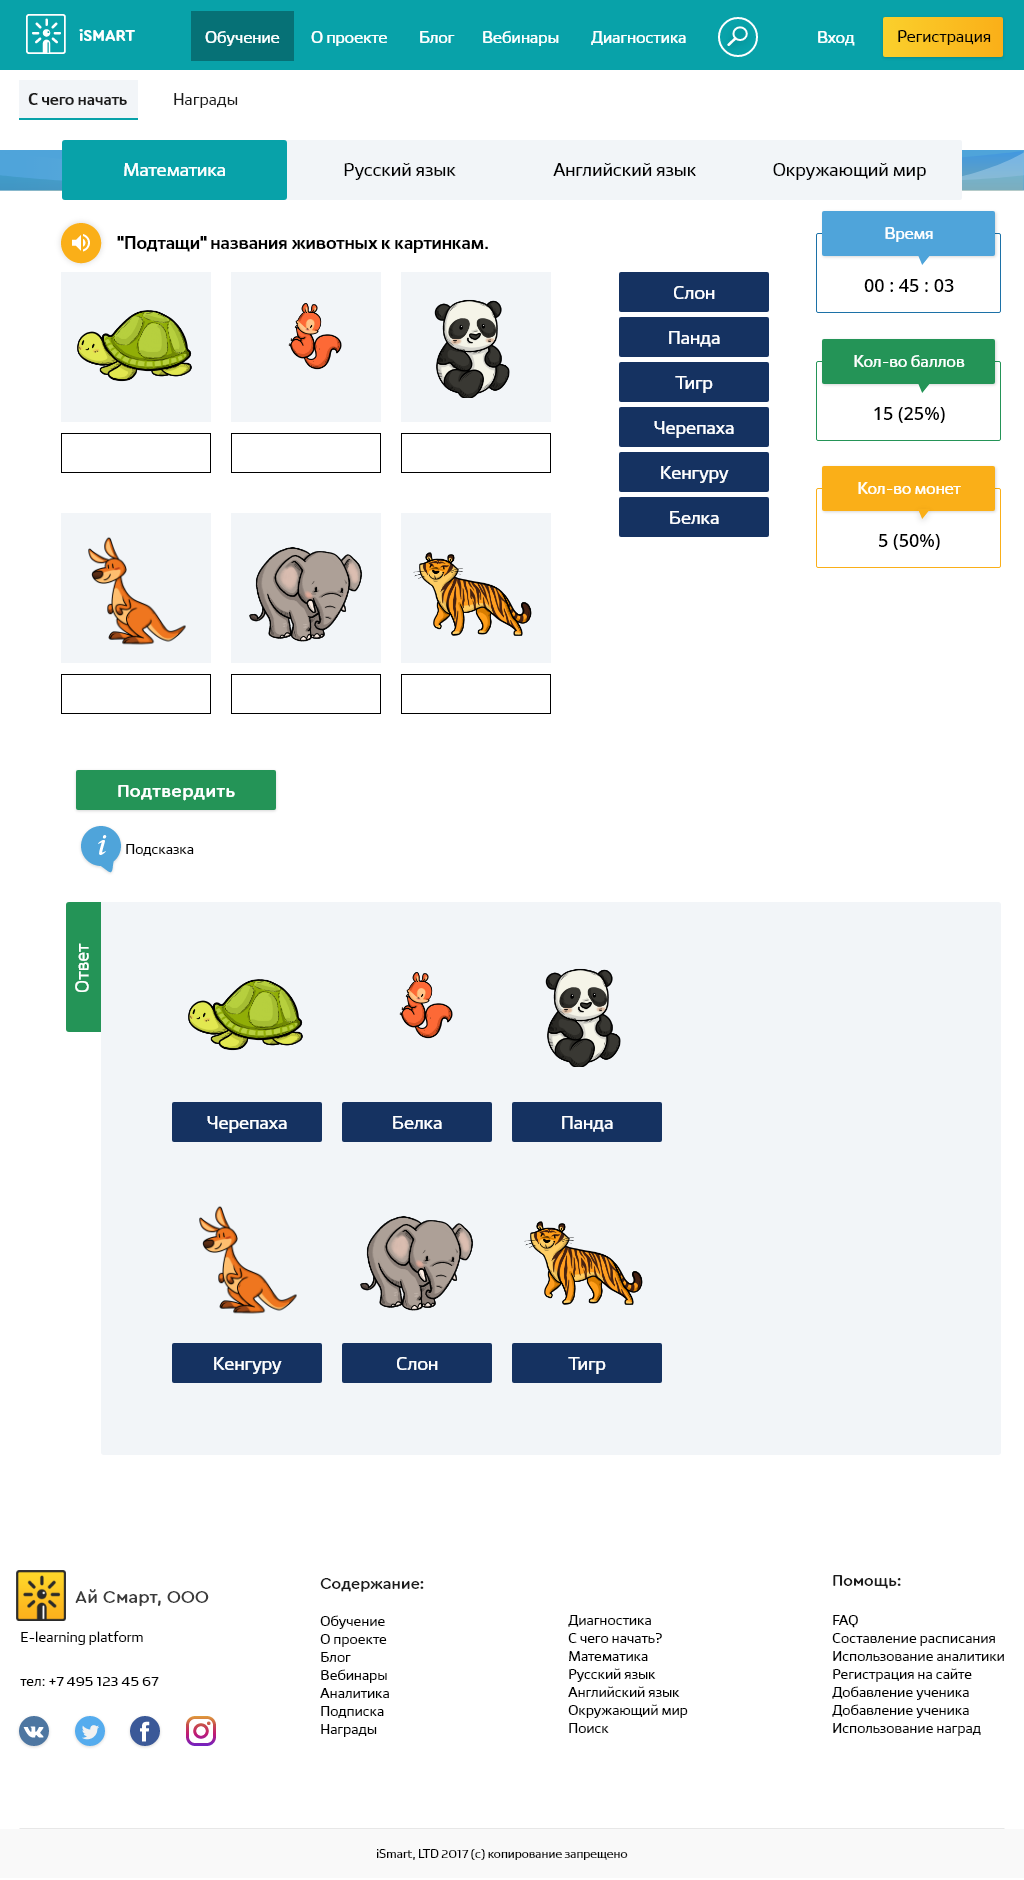 iSMART
Обучение
О проекте
Блог
Вебинары
Диагностика
Вход
Регистрация
С чего начать
Награды
Математика
Русский язык
Английский язык
Окружающий мир
"Подтащи" названия животных к картинкам.
Слон
Панда
Тигр
Черепаха
Кенгуру
Белка
Время
00 : 45 : 03
Кол-во баллов
15 (25%)
Кол-во монет
5 (50%)
Подтвердить
i
Подсказка
Ответ
Черепаха
Белка
Панда
Кенгуру
Слон
Тигр
Ай Смарт, ООО
E-learning platform
тел: +7 495 123 45 67
Содержание:
Обучение
О проекте
Блог
Вебинары
Аналитика
Подписка
Награды
Диагностика
С чего начать?
Математика
Русский язык
Английский язык
Окружающий мир
Поиск
Помощь:
FAQ
Составление расписания
Использование аналитики
Регистрация на сайте
Добавление ученика
Добавление ученика
Использование наград
iSmart, LTD 2017 (c) копирование запрещено